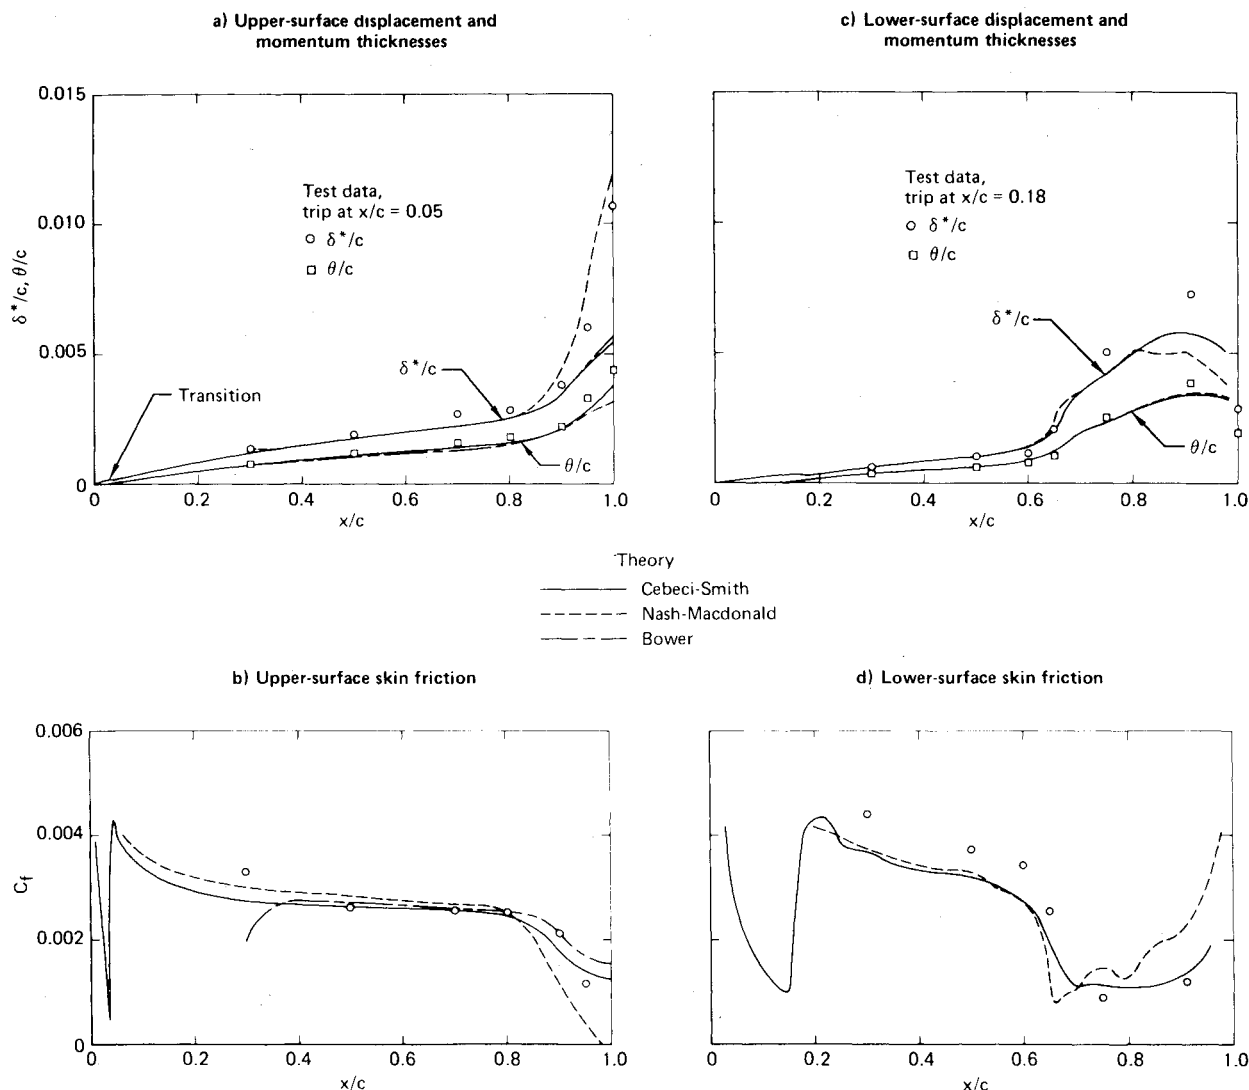 a) Upper-surface displacement and
momentum thicknesses
0.015
0.010
0.005
0
δ*/c, θ/c
Test data,
trip at x/c = 0.05
δ*/c
θ/c
δ*/c
Transition
θ/c
0 0.2 0.4 0.6 0.8 1.0
x/c
c) Lower-surface displacement and
momentum thicknesses
Test data,
trip at x/c = 0.18
δ*/c
θ/c
δ*/c
θ/c
0 0.2 0.4 0.6 0.8 1.0
x/c
Theory
Cebeci-Smith
Nash-Macdonald
Bower
b) Upper-surface skin friction
0.006
0.004
0.002
0
Cf
0 0.2 0.4 0.6 0.8 1.0
x/c
d) Lower-surface skin friction
0 0.2 0.4 0.6 0.8 1.0
x/c